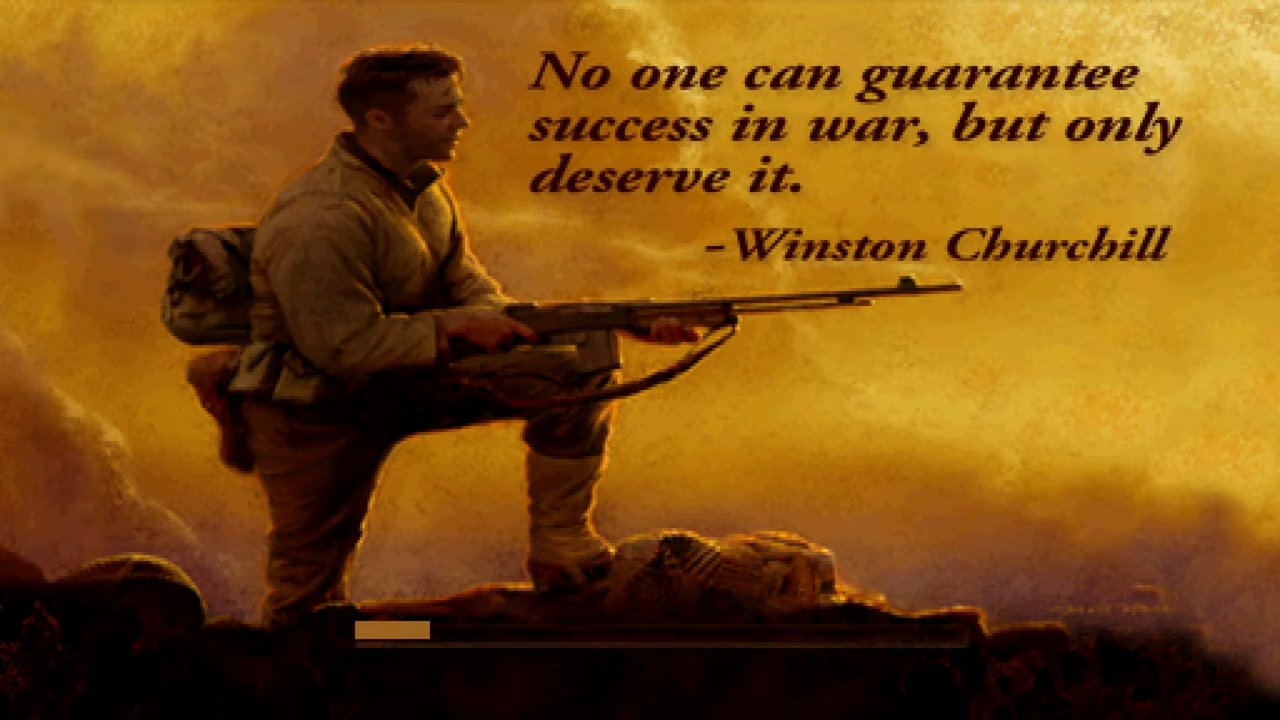 No one can guarantee
success in war, but only
deserve it.
-Winston Churchill